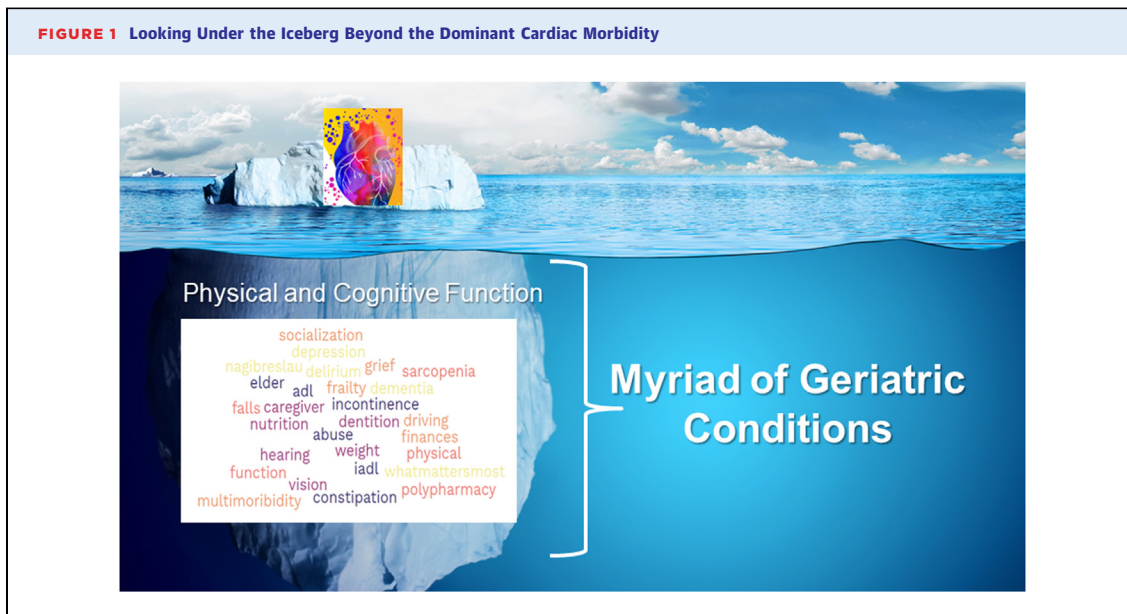 FIGURE 1 Looking Under the Iceberg Beyond the Dominant Cardiac Morbidity
Physical and Cognitive Function
socialization
depression
nagibreslau delirium grief sarcopenia
elder adl frailty dementia
falls caregiver incontinence
nutrition dentition driving
abuse finances
hearing weight physical
function iadl whatmattersmost
vision polypharmacy
multimoribidity constipation
Myriad of Geriatric
Conditions